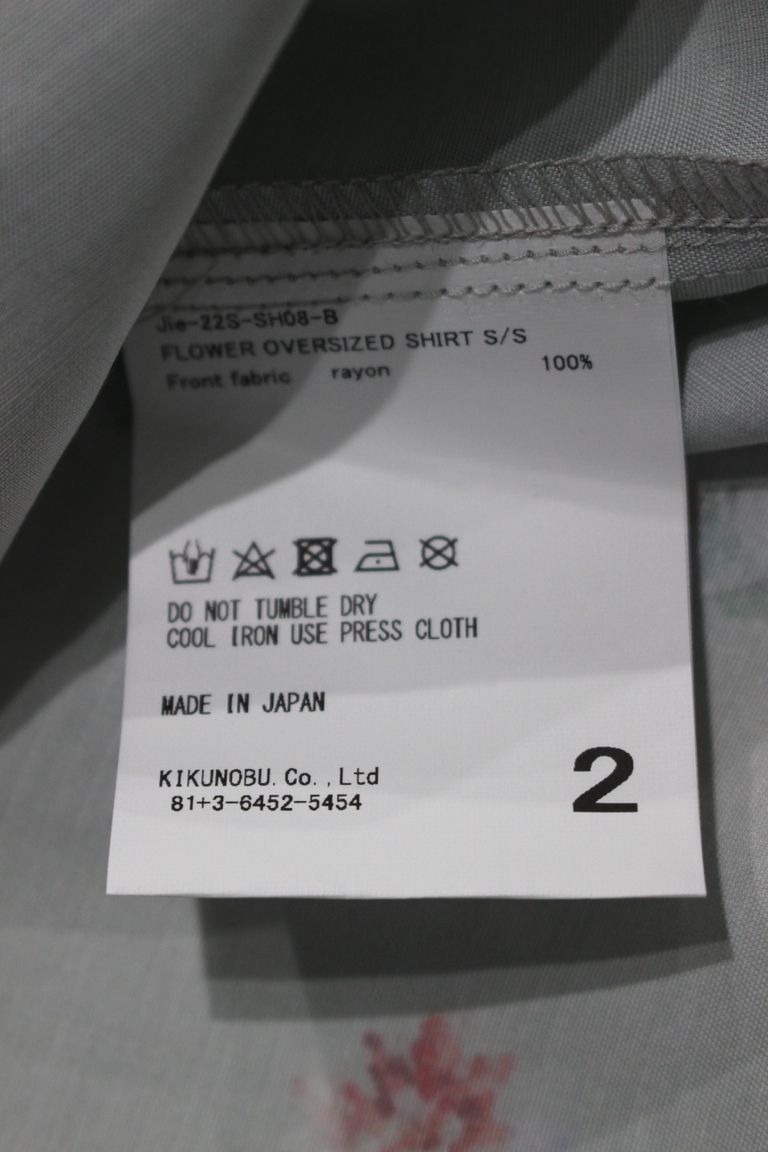 Jie-22S-SH08-B
FLOWER OVERSIZED SHIRT S/S
Front fabric rayon 100%
DO NOT TUMBLE DRY
COOL IRON USE PRESS CLOTH
MADE IN JAPAN
KIKUNOBU. Co. ,Ltd
81+3-6452-5454
2